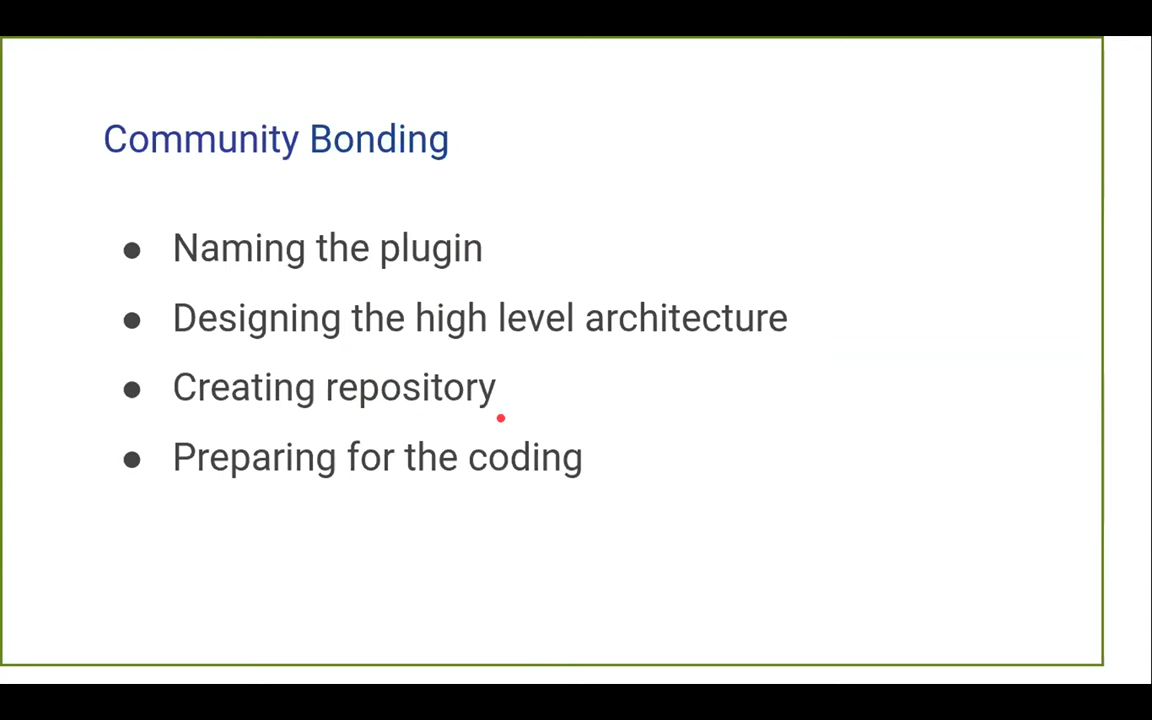 Community Bonding
● Naming the plugin
● Designing the high level architecture
● Creating repository
● Preparing for the coding